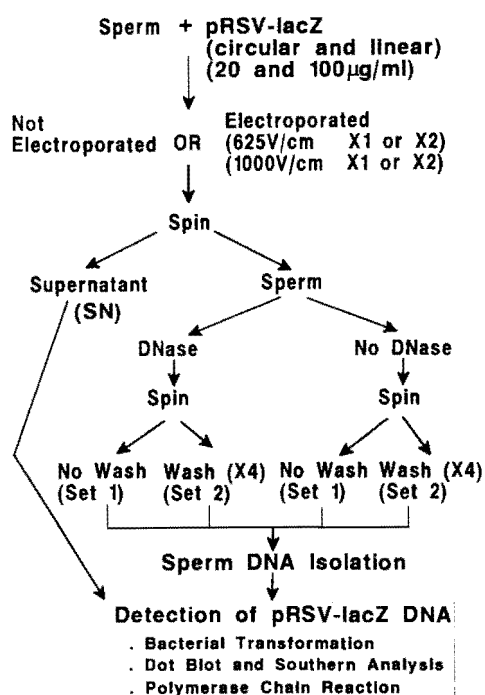 Sperm + pRSV-lacZ
(circular and linear)
(20 and 100µg/ml)
Not Electroporated OR Electroporated
(625V/cm X1 or X2)
(1000V/cm X1 or X2)
Spin
Supernatant
(SN)
Sperm
DNase
No DNase
Spin
Spin
No Wash Wash (X4) No Wash Wash (X4)
(Set 1) (Set 2) (Set 1) (Set 2)
Sperm DNA Isolation
Detection of pRSV-lacZ DNA
. Bacterial Transformation
. Dot Blot and Southern Analysis
. Polymerase Chain Reaction